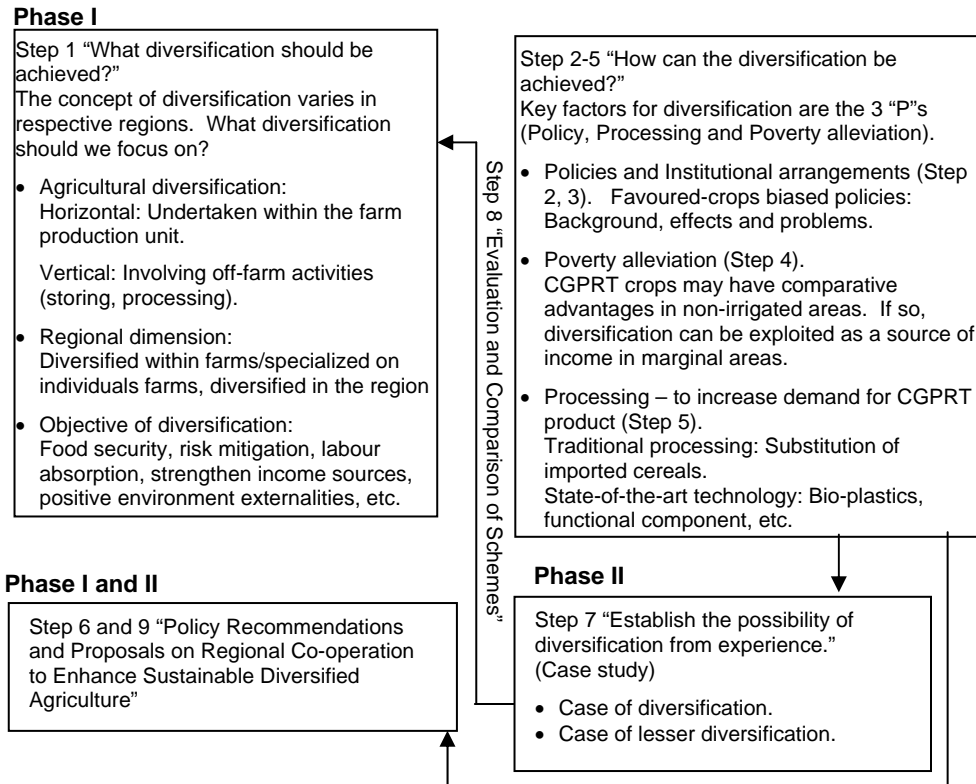 Phase I
Step 1 “What diversification should be
achieved?”
The concept of diversification varies in
respective regions.  What diversification
should we focus on?
• Agricultural diversification:
Horizontal: Undertaken within the farm
production unit.
Vertical: Involving off-farm activities
(storing, processing).
• Regional dimension:
Diversified within farms/specialized on
individuals farms, diversified in the region
• Objective of diversification:
Food security, risk mitigation, labour
absorption, strengthen income sources,
positive environment externalities, etc.
Step 8 “Evaluation and Comparison of Schemes”
Step 2-5 “How can the diversification be
achieved?”
Key factors for diversification are the 3 “P”s
(Policy, Processing and Poverty alleviation).
• Policies and Institutional arrangements (Step
2, 3).  Favoured-crops biased policies:
Background, effects and problems.
• Poverty alleviation (Step 4).
CGPRT crops may have comparative
advantages in non-irrigated areas.  If so,
diversification can be exploited as a source of
income in marginal areas.
• Processing – to increase demand for CGPRT
product (Step 5).
Traditional processing: Substitution of
imported cereals.
State-of-the-art technology: Bio-plastics,
functional component, etc.
Phase I and II
Step 6 and 9 “Policy Recommendations
and Proposals on Regional Co-operation
to Enhance Sustainable Diversified
Agriculture”
Phase II
Step 7 “Establish the possibility of
diversification from experience.”
(Case study)
• Case of diversification.
• Case of lesser diversification.